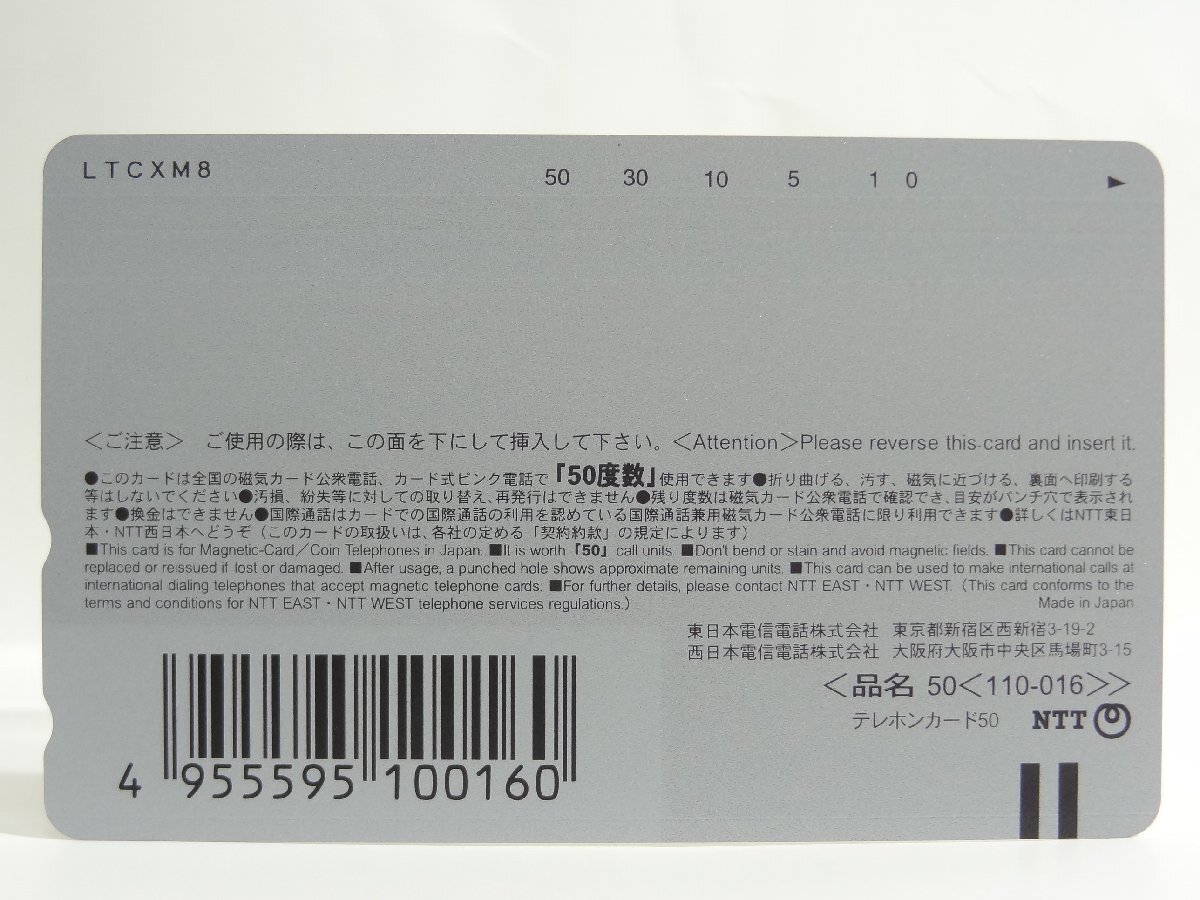 LTCXM8
50 30 10 5 1 0 ►
＜ご注意＞ ご使用の際は、この面を下にして挿入して下さい。＜Attention＞Please reverse this card and insert it.
●このカードは全国の磁気カード公衆電話、カード式ピンク電話で『50度数』使用できます●折り曲げる、汚す、磁気に近づける、裏面へ印刷する
等はしないでください●汚損、紛失等に対しての取り替え、再発行はできません●残り度数は磁気カード公衆電話で確認でき、目安がパンチ穴で表示され
ます●換金はできません●国際通話はカードでの国際通話の利用を認めている国際通話兼用磁気カード公衆電話に限り利用できます●詳しくはNTT東日
本・NTT西日本へどうぞ（このカードの取扱いは、各社の定める「契約約款」の規定によります）
■This card is for Magnetic-Card／Coin Telephones in Japan. ■It is worth『50』call units. ■Don't bend or stain and avoid magnetic fields. ■This card cannot be
replaced or reissued if lost or damaged. ■After usage, a punched hole shows approximate remaining units. ■This card can be used to make international calls at
international dialing telephones that accept magnetic telephone cards. ■For further details, please contact NTT EAST・NTT WEST.（This card conforms to the
terms and conditions for NTT EAST・NTT WEST telephone services regulations.） Made in Japan
東日本電信電話株式会社 東京都新宿区西新宿3-19-2
西日本電信電話株式会社 大阪府大阪市中央区馬場町3-15
＜品名 50＜110-016＞＞
テレホンカード50 NTT
4 955595 100160